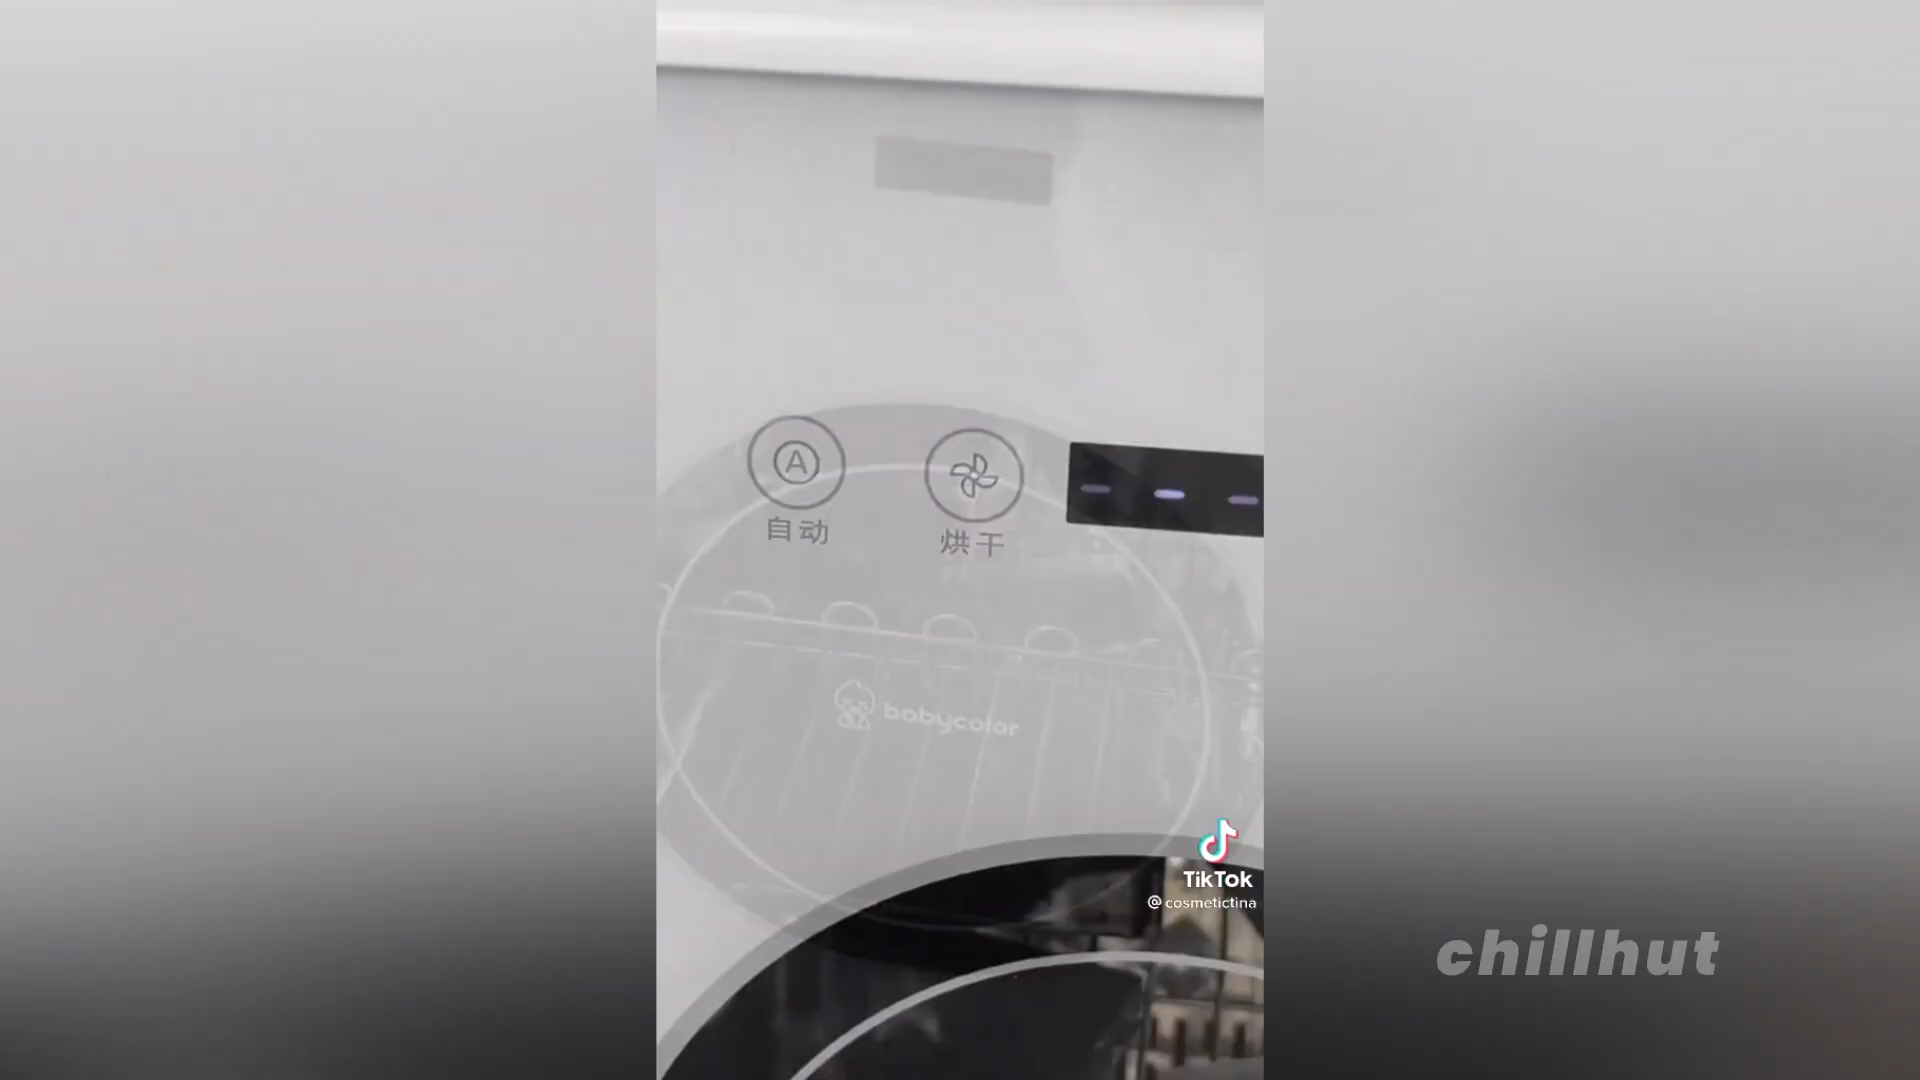 A
自动
烘干
babycolor
TikTok
@cosmetictina
chillhut